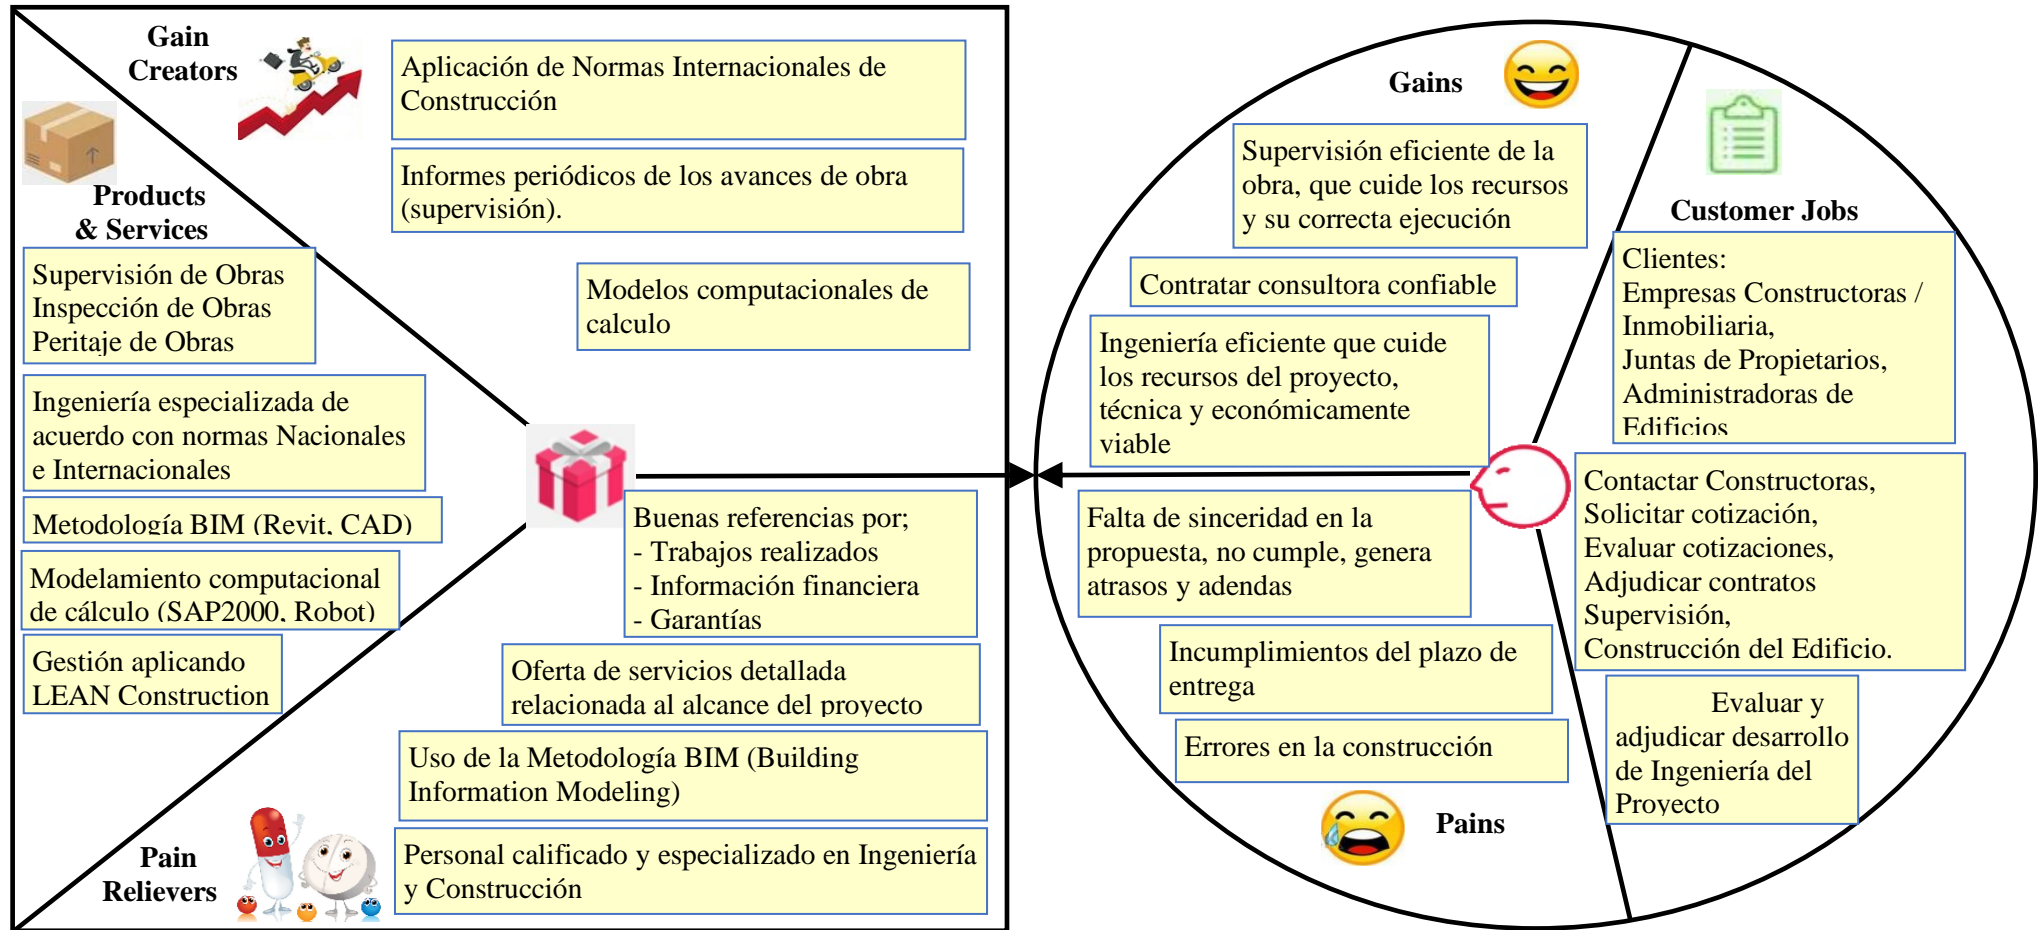 Gain
Creators
Aplicación de Normas Internacionales de
Construcción
Informes periódicos de los avances de obra
(supervisión).
Modelos computacionales de
calculo
Products
& Services
Supervisión de Obras
Inspección de Obras
Peritaje de Obras
Ingeniería especializada de
acuerdo con normas Nacionales
e Internacionales
Metodología BIM (Revit, CAD)
Modelamiento computacional
de cálculo (SAP2000, Robot)
Gestión aplicando
LEAN Construction
Buenas referencias por;
- Trabajos realizados
- Información financiera
- Garantías
Oferta de servicios detallada
relacionada al alcance del proyecto
Uso de la Metodología BIM (Building
Information Modeling)
Personal calificado y especializado en Ingeniería
y Construcción
Pain
Relievers
Gains
Supervisión eficiente de la
obra, que cuide los recursos
y su correcta ejecución
Contratar consultora confiable
Ingeniería eficiente que cuide
los recursos del proyecto,
técnica y económicamente
viable
Falta de sinceridad en la
propuesta, no cumple, genera
atrasos y adendas
Incumplimientos del plazo de
entrega
Errores en la construcción
Pains
Customer Jobs
Clientes:
Empresas Constructoras /
Inmobiliaria,
Juntas de Propietarios,
Administradoras de
Edificios
Contactar Constructoras,
Solicitar cotización,
Evaluar cotizaciones,
Adjudicar contratos
Supervisión,
Construcción del Edificio.
Evaluar y
adjudicar desarrollo
de Ingeniería del
Proyecto